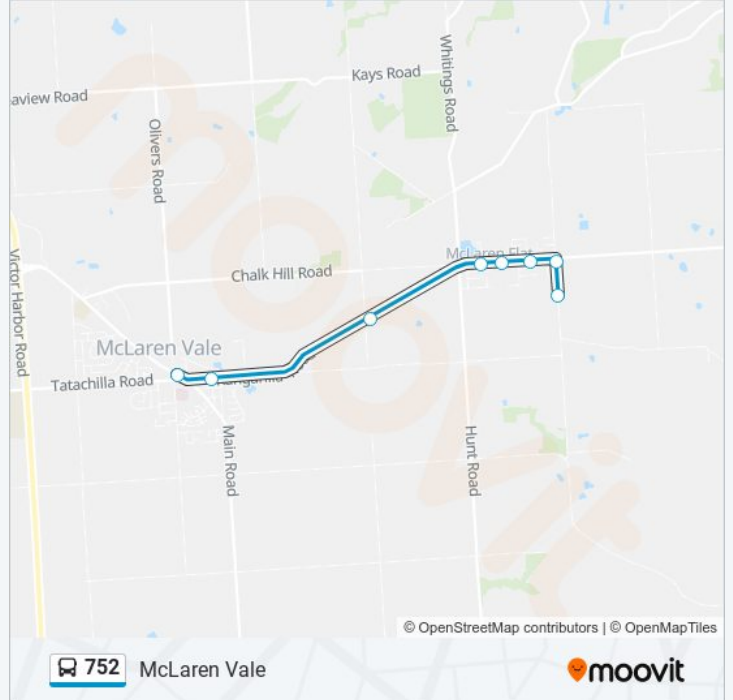 Kays Road
Whitings Road
aview Road
Olivers Road
McLaren Flat
Victor Harbor Road
Chalk Hill Road
McLaren Vale
Tatachilla Road
Main Road
Hunt Road
moovit
© OpenStreetMap contributors | © OpenMapTiles
752 McLaren Vale
moovit